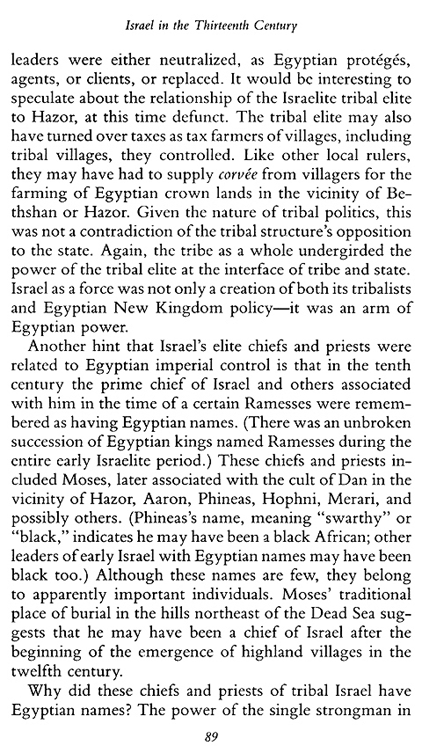 Israel in the Thirteenth Century
leaders were either neutralized, as Egyptian protégés,
agents, or clients, or replaced. It would be interesting to
speculate about the relationship of the Israelite tribal elite
to Hazor, at this time defunct. The tribal elite may also
have turned over taxes as tax farmers of villages, including
tribal villages, they controlled. Like other local rulers,
they may have had to supply corvée from villagers for the
farming of Egyptian crown lands in the vicinity of Be-
thshan or Hazor. Given the nature of tribal politics, this
was not a contradiction of the tribal structure's opposition
to the state. Again, the tribe as a whole undergirded the
power of the tribal elite at the interface of tribe and state.
Israel as a force was not only a creation of both its tribalists
and Egyptian New Kingdom policy—it was an arm of
Egyptian power.
Another hint that Israel's elite chiefs and priests were
related to Egyptian imperial control is that in the tenth
century the prime chief of Israel and others associated
with him in the time of a certain Ramesses were remem-
bered as having Egyptian names. (There was an unbroken
succession of Egyptian kings named Ramesses during the
entire early Israelite period.) These chiefs and priests in-
cluded Moses, later associated with the cult of Dan in the
vicinity of Hazor, Aaron, Phineas, Hophni, Merari, and
possibly others. (Phineas's name, meaning "swarthy" or
"black," indicates he may have been a black African; other
leaders of early Israel with Egyptian names may have been
black too.) Although these names are few, they belong
to apparently important individuals. Moses' traditional
place of burial in the hills northeast of the Dead Sea sug-
gests that he may have been a chief of Israel after the
beginning of the emergence of highland villages in the
twelfth century.
Why did these chiefs and priests of tribal Israel have
Egyptian names? The power of the single strongman in
89